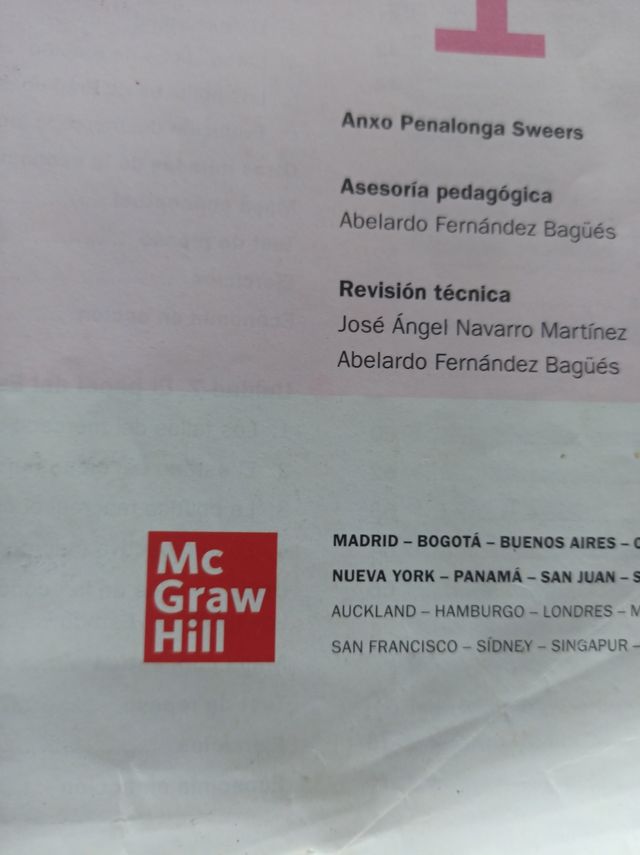 1
Anxo Penalonga Sweers
Asesoría pedagógica
Abelardo Fernández Bagüés
Revisión técnica
José Ángel Navarro Martínez
Abelardo Fernández Bagüés
Mc
Graw
Hill
MADRID – BOGOTÁ – BUENOS AIRES –
NUEVA YORK – PANAMÁ – SAN JUAN –
AUCKLAND – HAMBURGO – LONDRES –
SAN FRANCISCO – SÍDNEY – SINGAPUR –